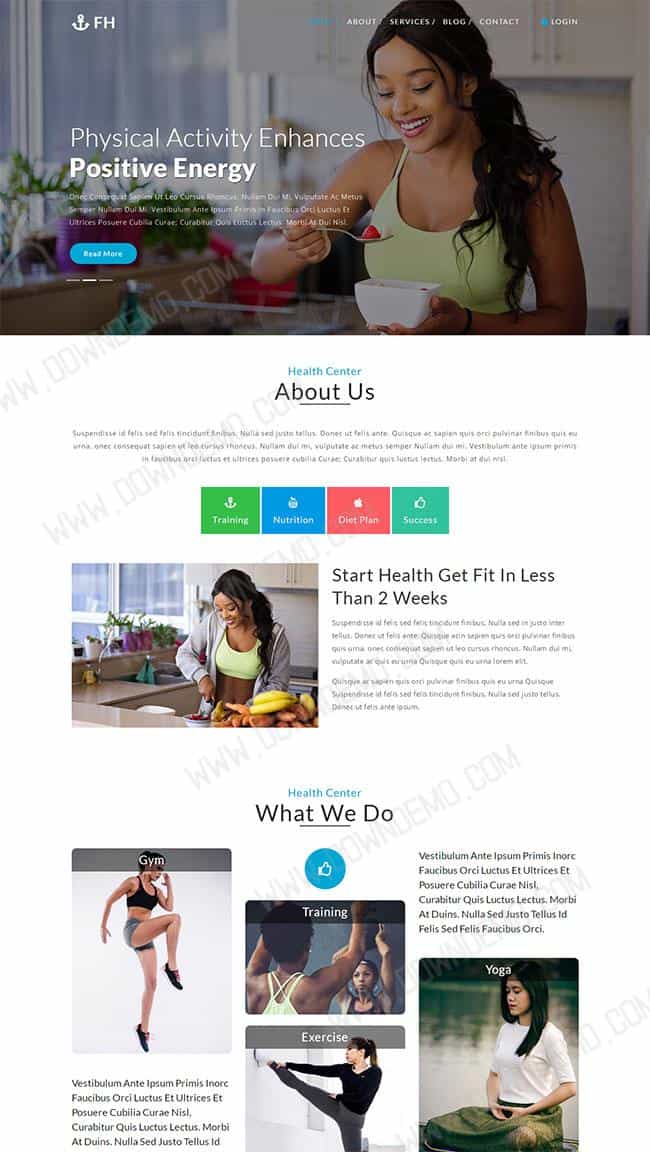 FH
ABOUT /
SERVICES /
BLOG /
CONTACT
LOGIN
Physical Activity Enhances
Positive Energy
Donec Consequat Sapien Ut Leo Cursus Rhoncus. Nullam Dui Mi, Vulputate Ac Metus
Semper Nullam Dui Mi. Vestibulum Ante Ipsum Primis In Faucibus Orci Luctus Et
Ultrices Posuere Cubilia Curae; Curabitur Quis Luctus Lectus. Morbi At Dui Nisl.
Read More
WWW.DOWNDEMO.COM
Health Center
About Us
Suspendisse id felis sed felis tincidunt finibus. Nulla sed justo tellus. Donec ut felis ante. Quisque ac sapien quis orci pulvinar finibus quis eu
urna. onec consequat sapien ut leo cursus rhoncus. Nullam dui mi, vulputate ac metus semper Nullam dui mi. Vestibulum ante ipsum primis
in faucibus orci luctus et ultrices posuere cubilia Curae; Curabitur quis luctus lectus. Morbi at dui nisl.
Training
Nutrition
Diet Plan
Success
WWW.DOWNDEMO.COM
Start Health Get Fit In Less
Than 2 Weeks
Suspendisse id felis sed felis tincidunt finibus. Nulla sed in justo inter
tellus. Donec ut felis ante. Quisque acin sapien quis orci pulvinar finibus
quis urna. onec consequat sapien ut leo cursus rhoncus. Nullam dui mi,
vulputate ac quis eu urna Quisque quis eu urna lorem elit.
Quisque ac sapien quis orci pulvinar finibus quis eu urna Quisque
Suspendisse id felis sed felis tincidunt finibus. Nulla sed justo tellus.
Donec ut felis ante ipsum.
WWW.DOWNDEMO.COM
Health Center
What We Do
Gym
Vestibulum Ante Ipsum Primis Inorc
Faucibus Orci Luctus Et Ultrices Et
Posuere Cubilia Curae Nisl,
Curabitur Quis Luctus Lectus. Morbi
At Dui Nisl. Nulla Sed Justo Tellus Id
Training
Exercise
Vestibulum Ante Ipsum Primis Inorc
Faucibus Orci Luctus Et Ultrices Et
Posuere Cubilia Curae Nisl,
Curabitur Quis Luctus Lectus. Morbi
At Duins. Nulla Sed Justo Tellus Id
Felis Sed Felis Faucibus Orci.
Yoga
WWW.DOWNDEMO.COM